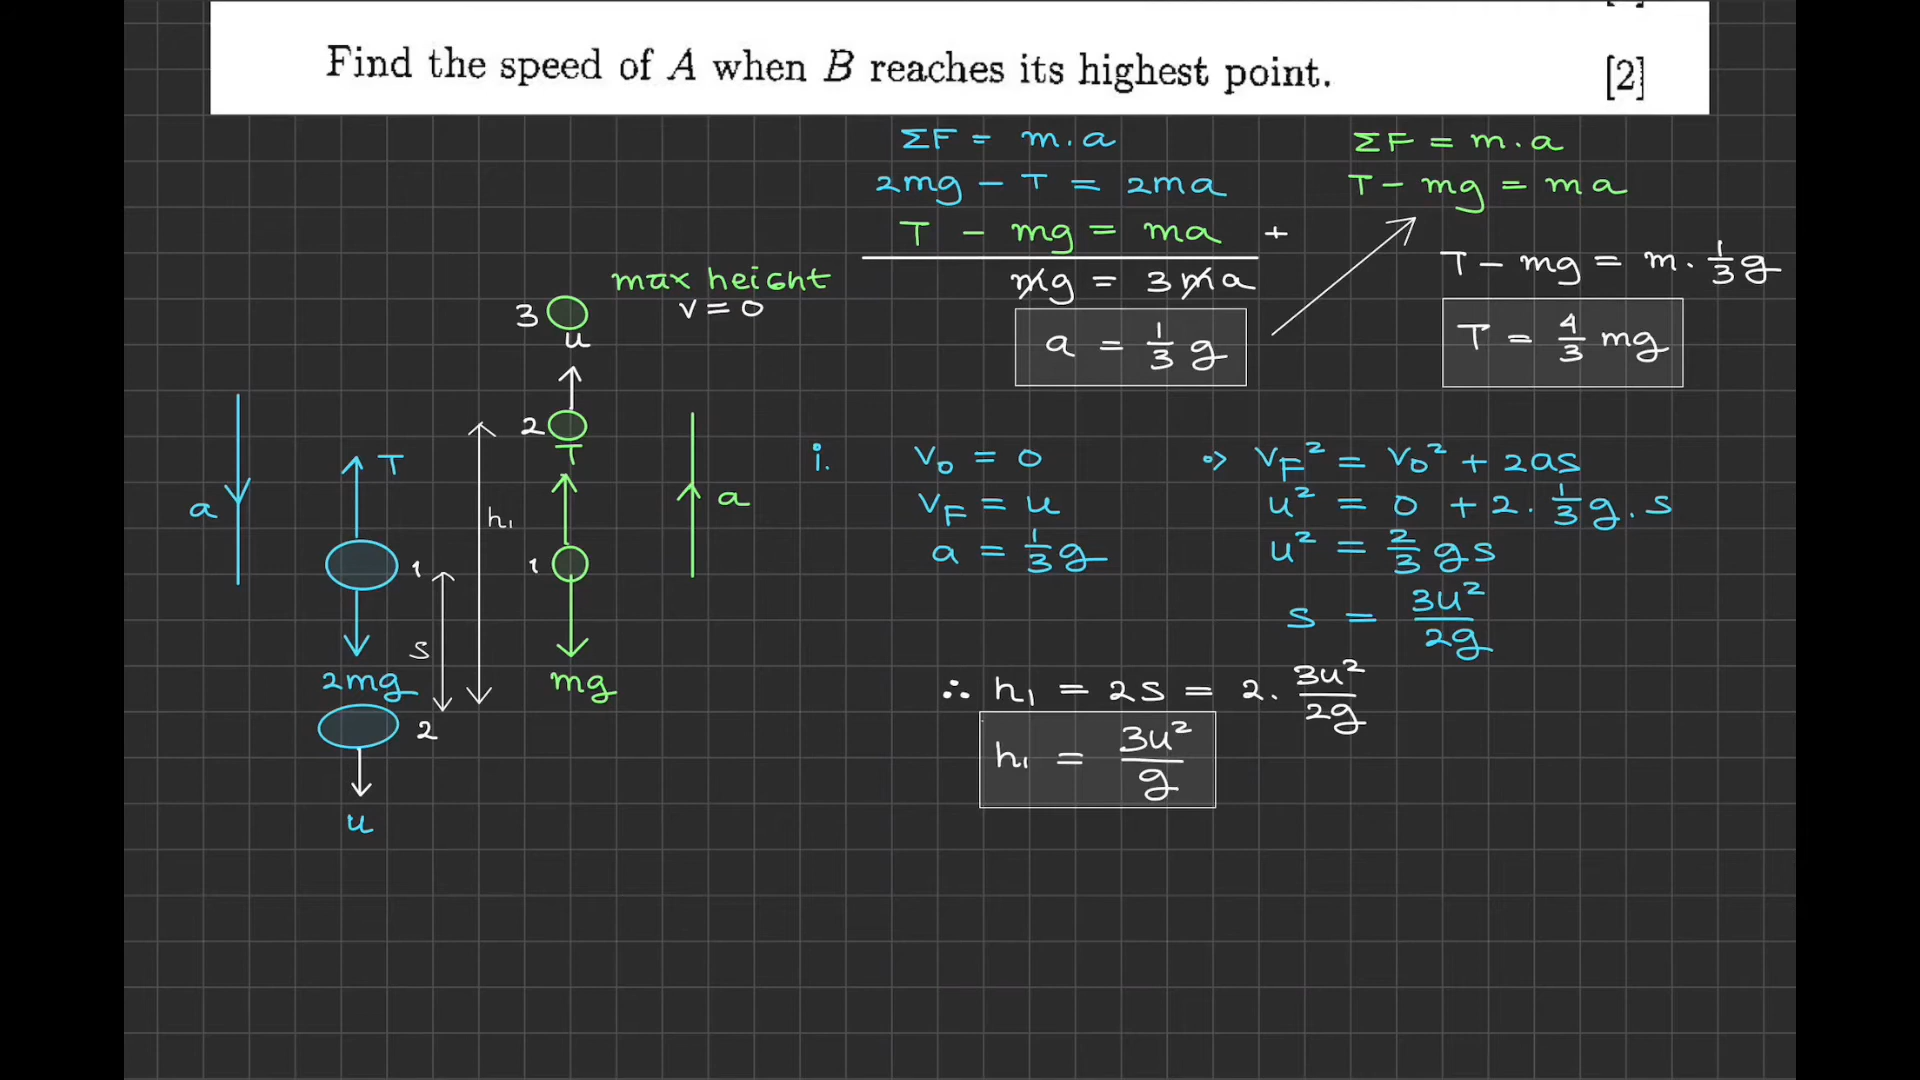 Find the speed of A when B reaches its highest point. [2]
ΣF = m.a
2mg - T = 2ma
T - mg = ma +
mg = 3ma
a = 1/3 g
ΣF = m.a
T - mg = ma
T - mg = m. 1/3 g
T = 4/3 mg
max height
v = 0
3
u
2
T
h₁
a
1
mg
a
T
1
s
2mg
2
u
i.
v₀ = 0
v_F = u
a = 1/3 g
v_F² = v₀² + 2as
u² = 0 + 2. 1/3 g. s
u² = 2/3 gs
s = 3u²/2g
∴ h₁ = 2s = 2. 3u²/2g
h₁ = 3u²/g